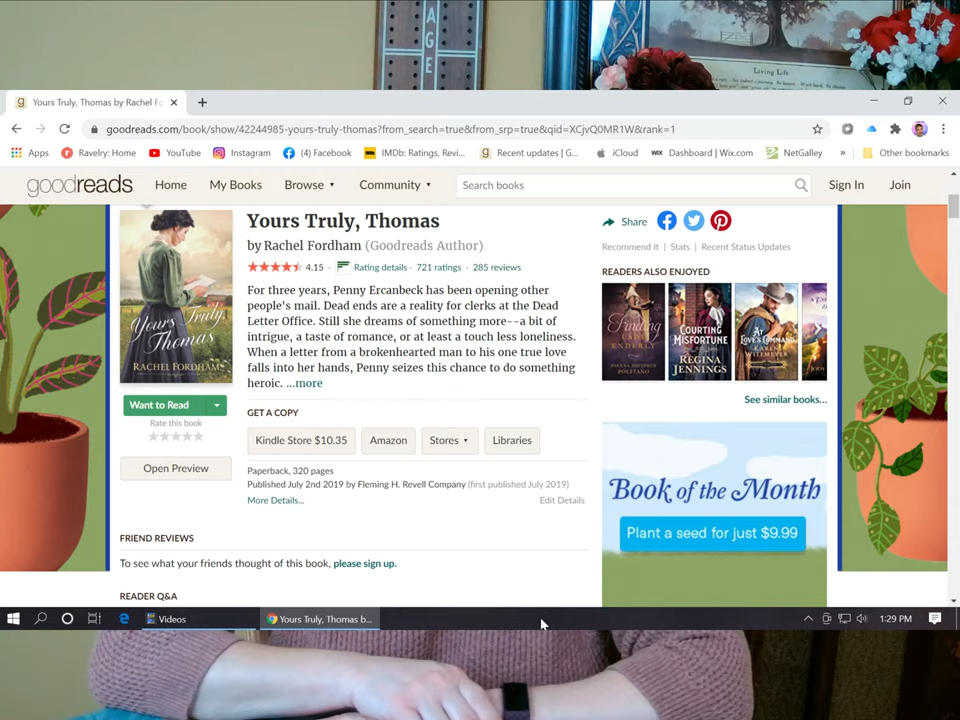 AGE
Living Life
Yours Truly, Thomas by Rachel Fo
goodreads.com/book/show/42244985-yours-truly-thomas?from_search=true&from_srp=true&qid=XCjvQ0MR1W&rank=1
Apps Ravelry: Home YouTube Instagram (4) Facebook IMDb: Ratings, Revi... Recent updates | G... iCloud WIX Dashboard | Wix.com NetGalley » Other bookmarks
goodreads Home My Books Browse Community Search books Sign In Join
Yours Truly, Thomas
by Rachel Fordham (Goodreads Author)
4.15 · Rating details · 721 ratings · 285 reviews
For three years, Penny Ercanbeck has been opening other
people's mail. Dead ends are a reality for clerks at the Dead
Letter Office. Still she dreams of something more--a bit of
intrigue, a taste of romance, or at least a touch less loneliness.
When a letter from a brokenhearted man to his one true love
falls into her hands, Penny seizes this chance to do something
heroic. ...more
Yours Truly,
Thomas
RACHEL FORDHAM
Want to Read
Rate this book
Open Preview
GET A COPY
Kindle Store $10.35 Amazon Stores Libraries
Paperback, 320 pages
Published July 2nd 2019 by Fleming H. Revell Company (first published July 2019)
More Details... Edit Details
FRIEND REVIEWS
To see what your friends thought of this book, please sign up.
READER Q&A
Share
Recommend It | Stats | Recent Status Updates
READERS ALSO ENJOYED
Finding
LADY
ENDERLY
COURTING
MISFORTUNE
REGINA
JENNINGS
AT
LOVE'S COMMAND
KAREN
WITEMEYER
See similar books...
Book of the Month
Plant a seed for just $9.99
Videos Yours Truly, Thomas b... 1:29 PM